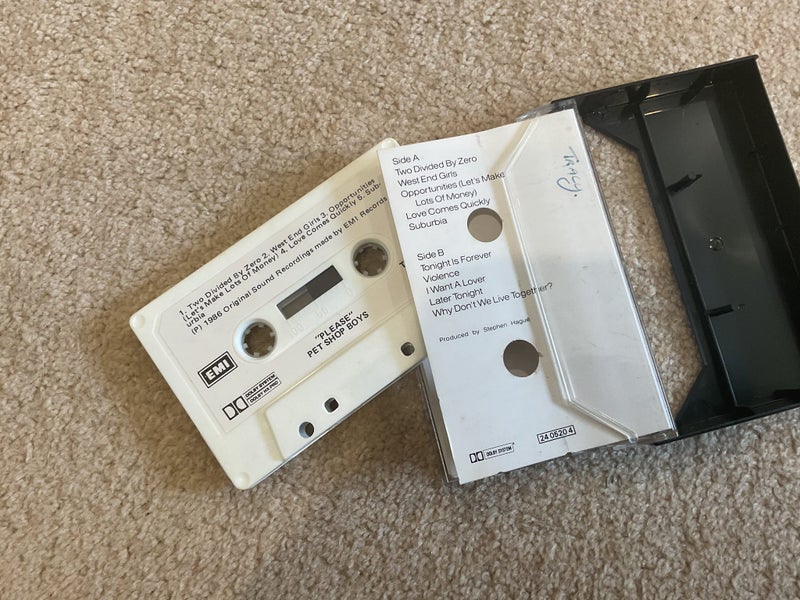 1. Two Divided By Zero 2. West End Girls 3. Opportunities
(Let's Make Lots Of Money) 4. Love Comes Quickly 5. Sub-
urbia
(P) 1986 Original Sound Recordings made by EMI Records
"PLEASE"
PET SHOP BOYS
EMI
DOLBY SYSTEM
DOLBY HX PRO
Side A
Two Divided By Zero
West End Girls
Opportunities (Let's Make
Lots Of Money)
Love Comes Quickly
Suburbia
Side B
Tonight Is Forever
Violence
I Want A Lover
Later Tonight
Why Don't We Live Together?
Produced by Stephen Hague
DOLBY SYSTEM
24 0520 4